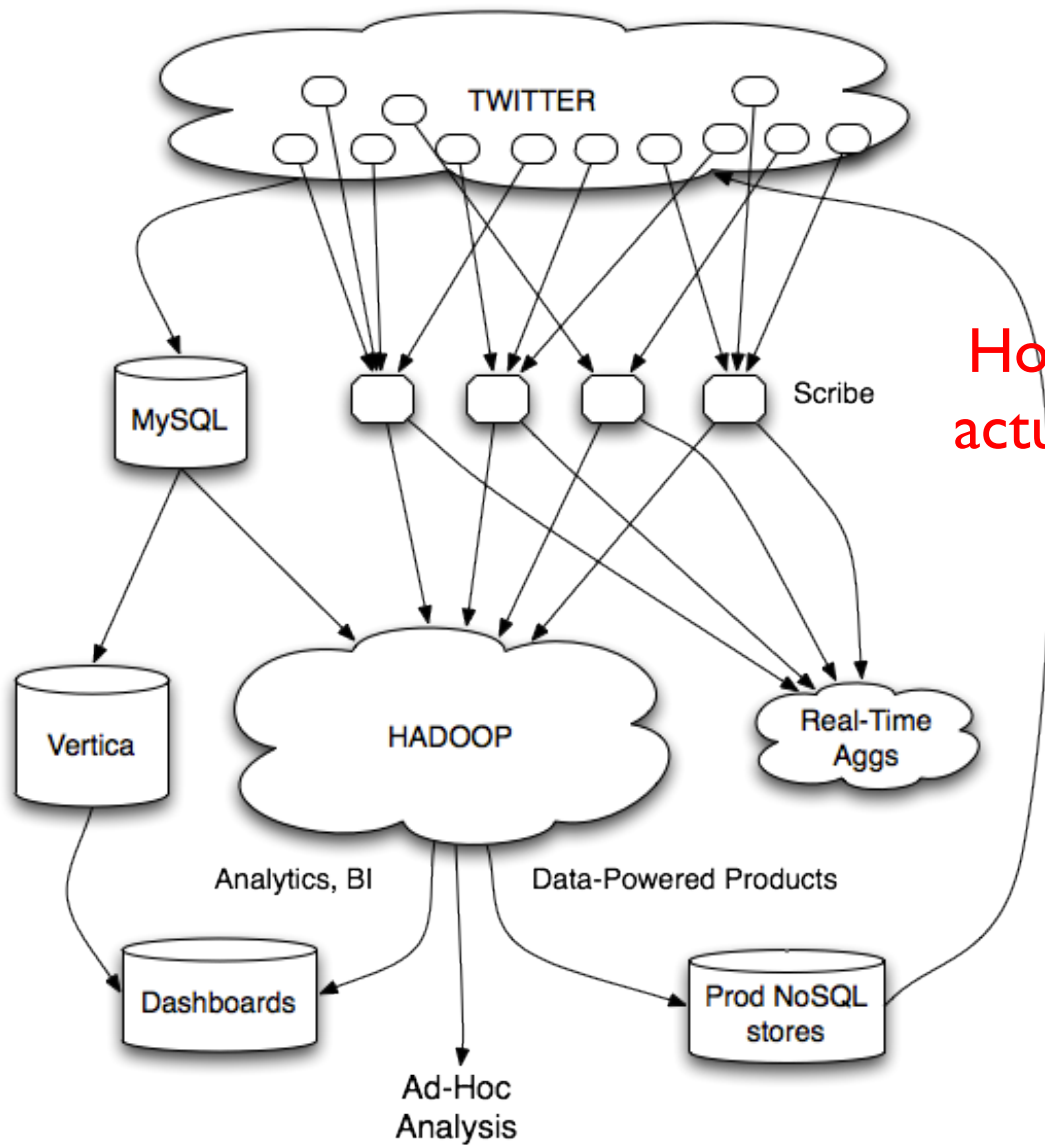 TWITTER
MySQL
Scribe
Vertica
HADOOP
Real-Time
Aggs
Analytics, BI
Data-Powered Products
Dashboards
Prod NoSQL
stores
Ad-Hoc
Analysis